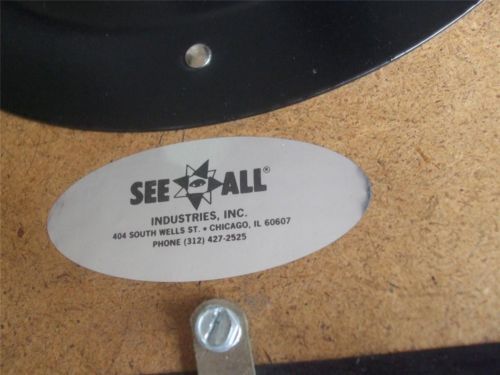 SEE ALL®
INDUSTRIES, INC.
404 SOUTH WELLS ST. • CHICAGO, IL 60607
PHONE (312) 427-2525